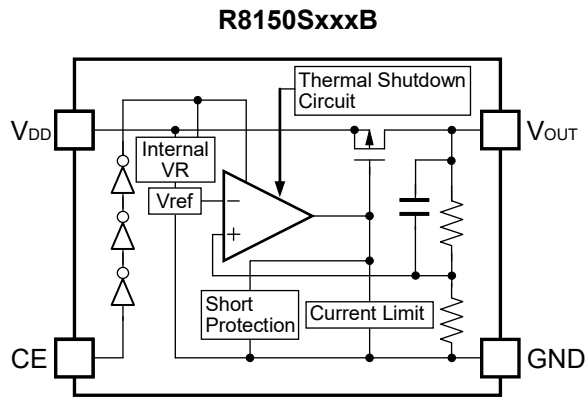 R8150SxxxB
Thermal Shutdown
Circuit
VDD
VOUT
Internal
VR
Vref
−
+
Short
Protection
Current Limit
CE
GND